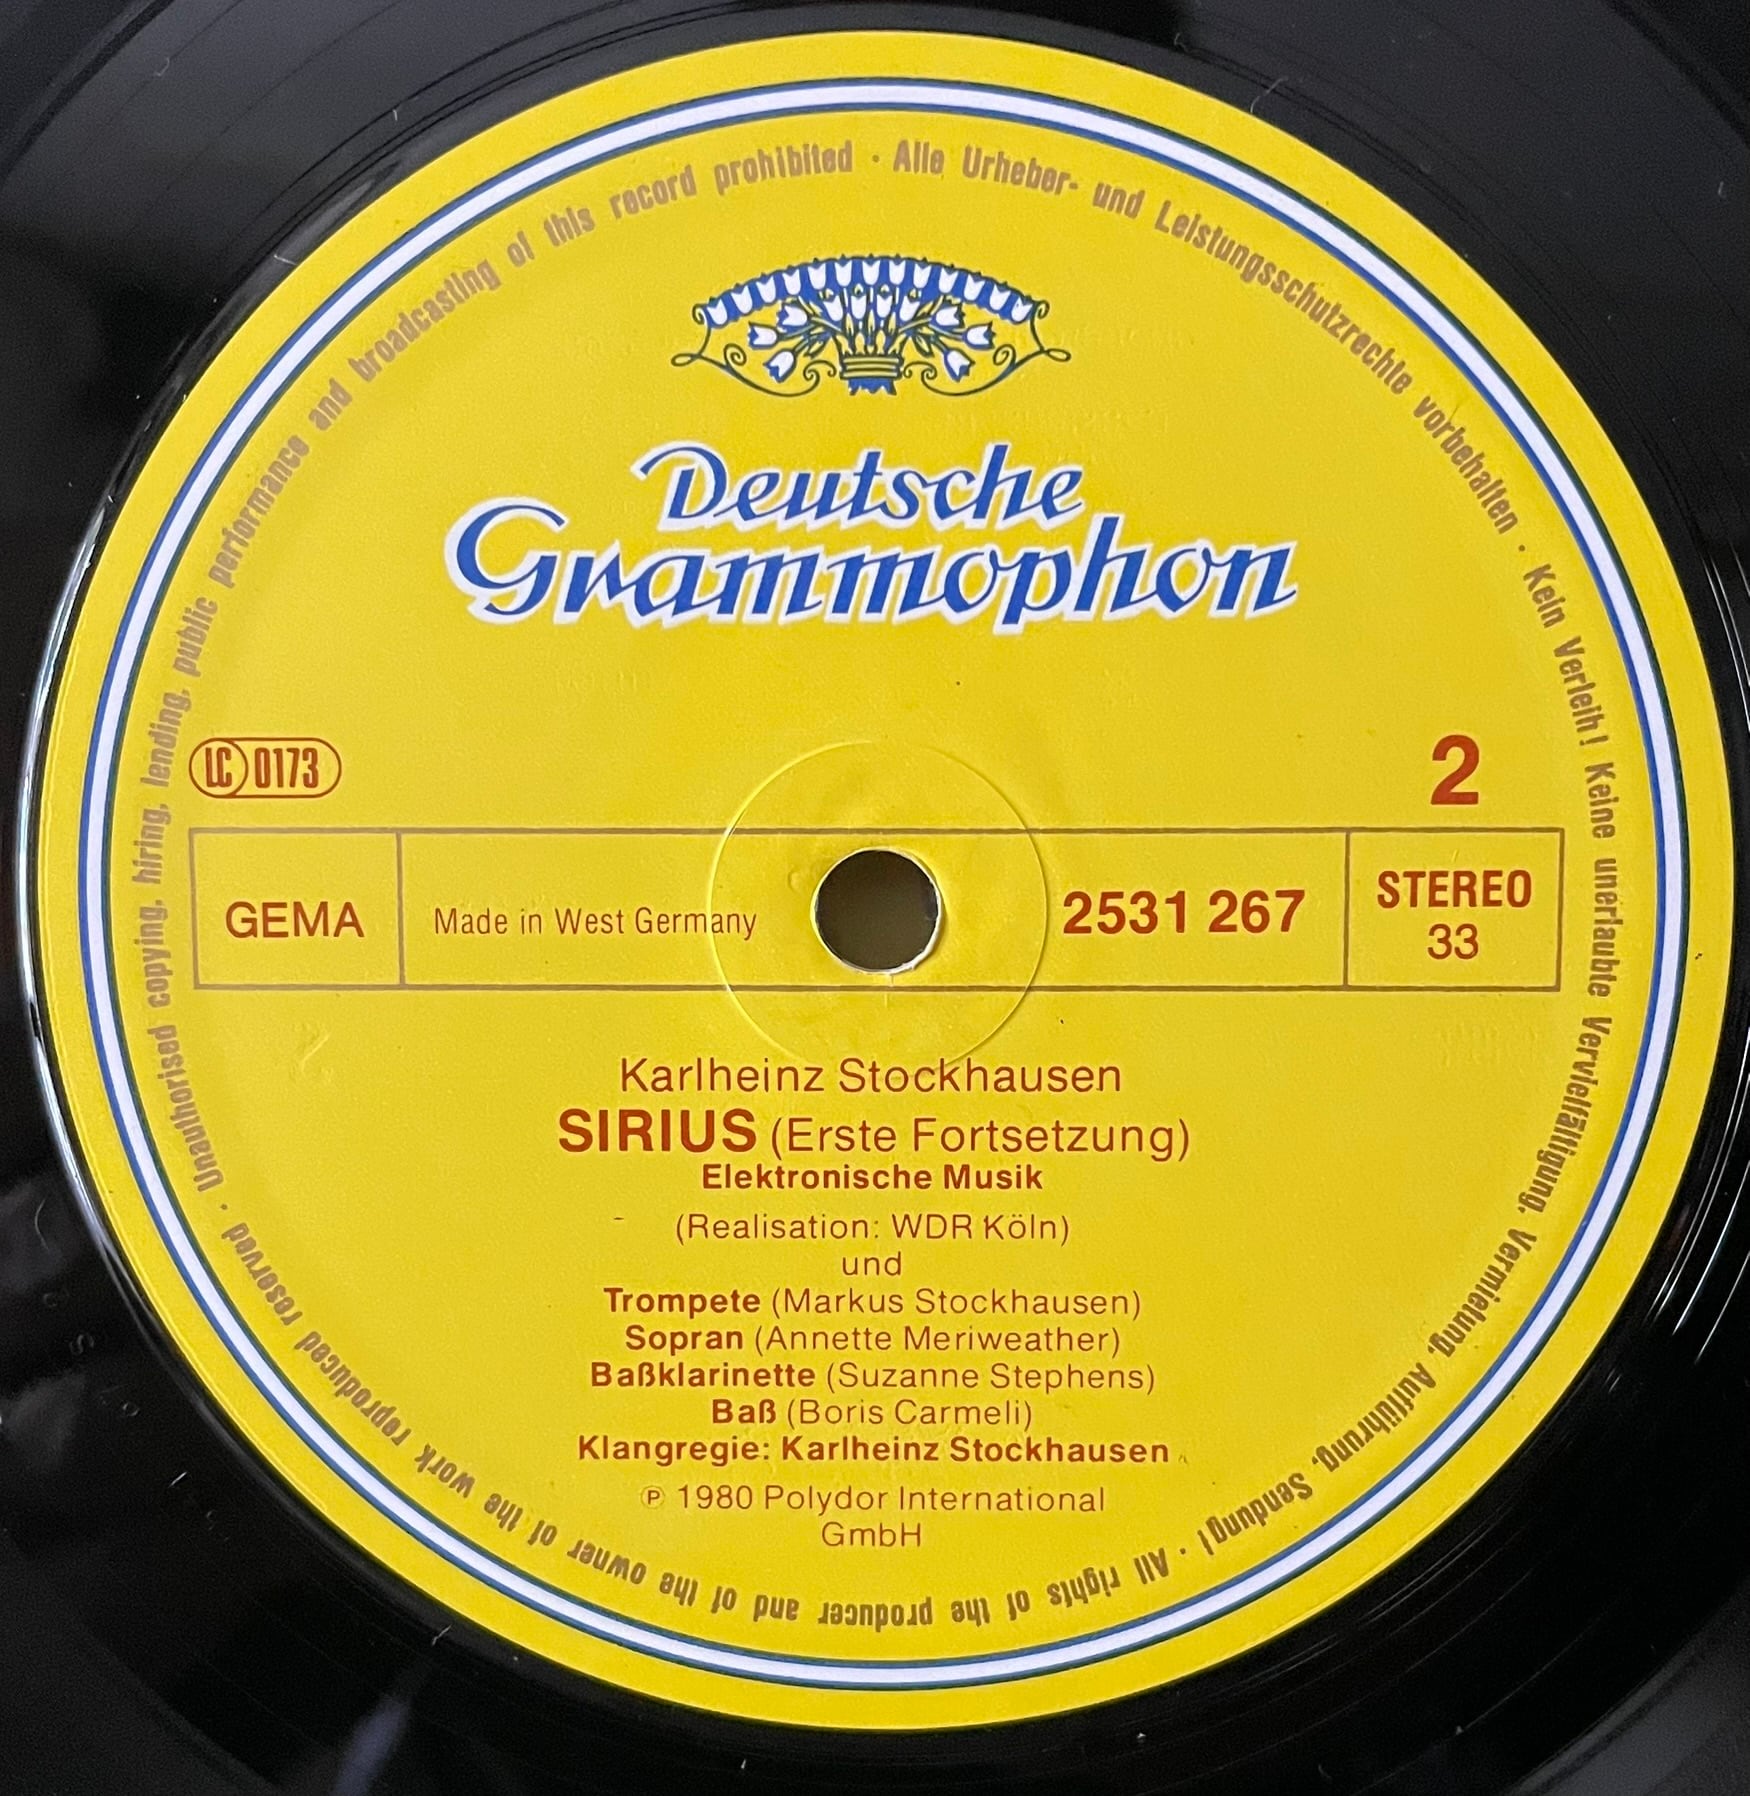 Deutsche
Grammophon
LC 0173
2
GEMA
Made in West Germany
2531 267
STEREO
33
Karlheinz Stockhausen
SIRIUS (Erste Fortsetzung)
Elektronische Musik
(Realisation: WDR Köln)
und
Trompete (Markus Stockhausen)
Sopran (Annette Meriweather)
Baßklarinette (Suzanne Stephens)
Baß (Boris Carmeli)
Klangregie: Karlheinz Stockhausen
℗ 1980 Polydor International
GmbH
Alle Urheber- und Leistungsschutzrechte vorbehalten · Kein Verleih! Keine unerlaubte Vervielfältigung, Vermietung, Aufführung, Sendung! · All rights of the producer and of the owner of the work reproduced reserved · Unauthorised copying, hiring, lending, public performance and broadcasting of this record prohibited ·